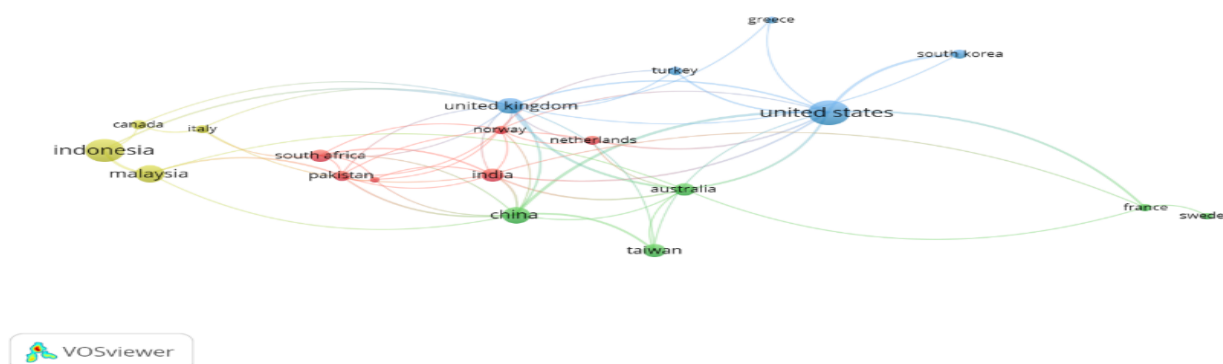 greece
south korea
turkey
united kingdom
united states
canada
italy
norway
netherlands
indonesia
south africa
malaysia
pakistan
india
australia
china
france
swede
taiwan
VOSviewer